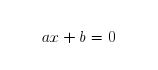 ax + b = 0